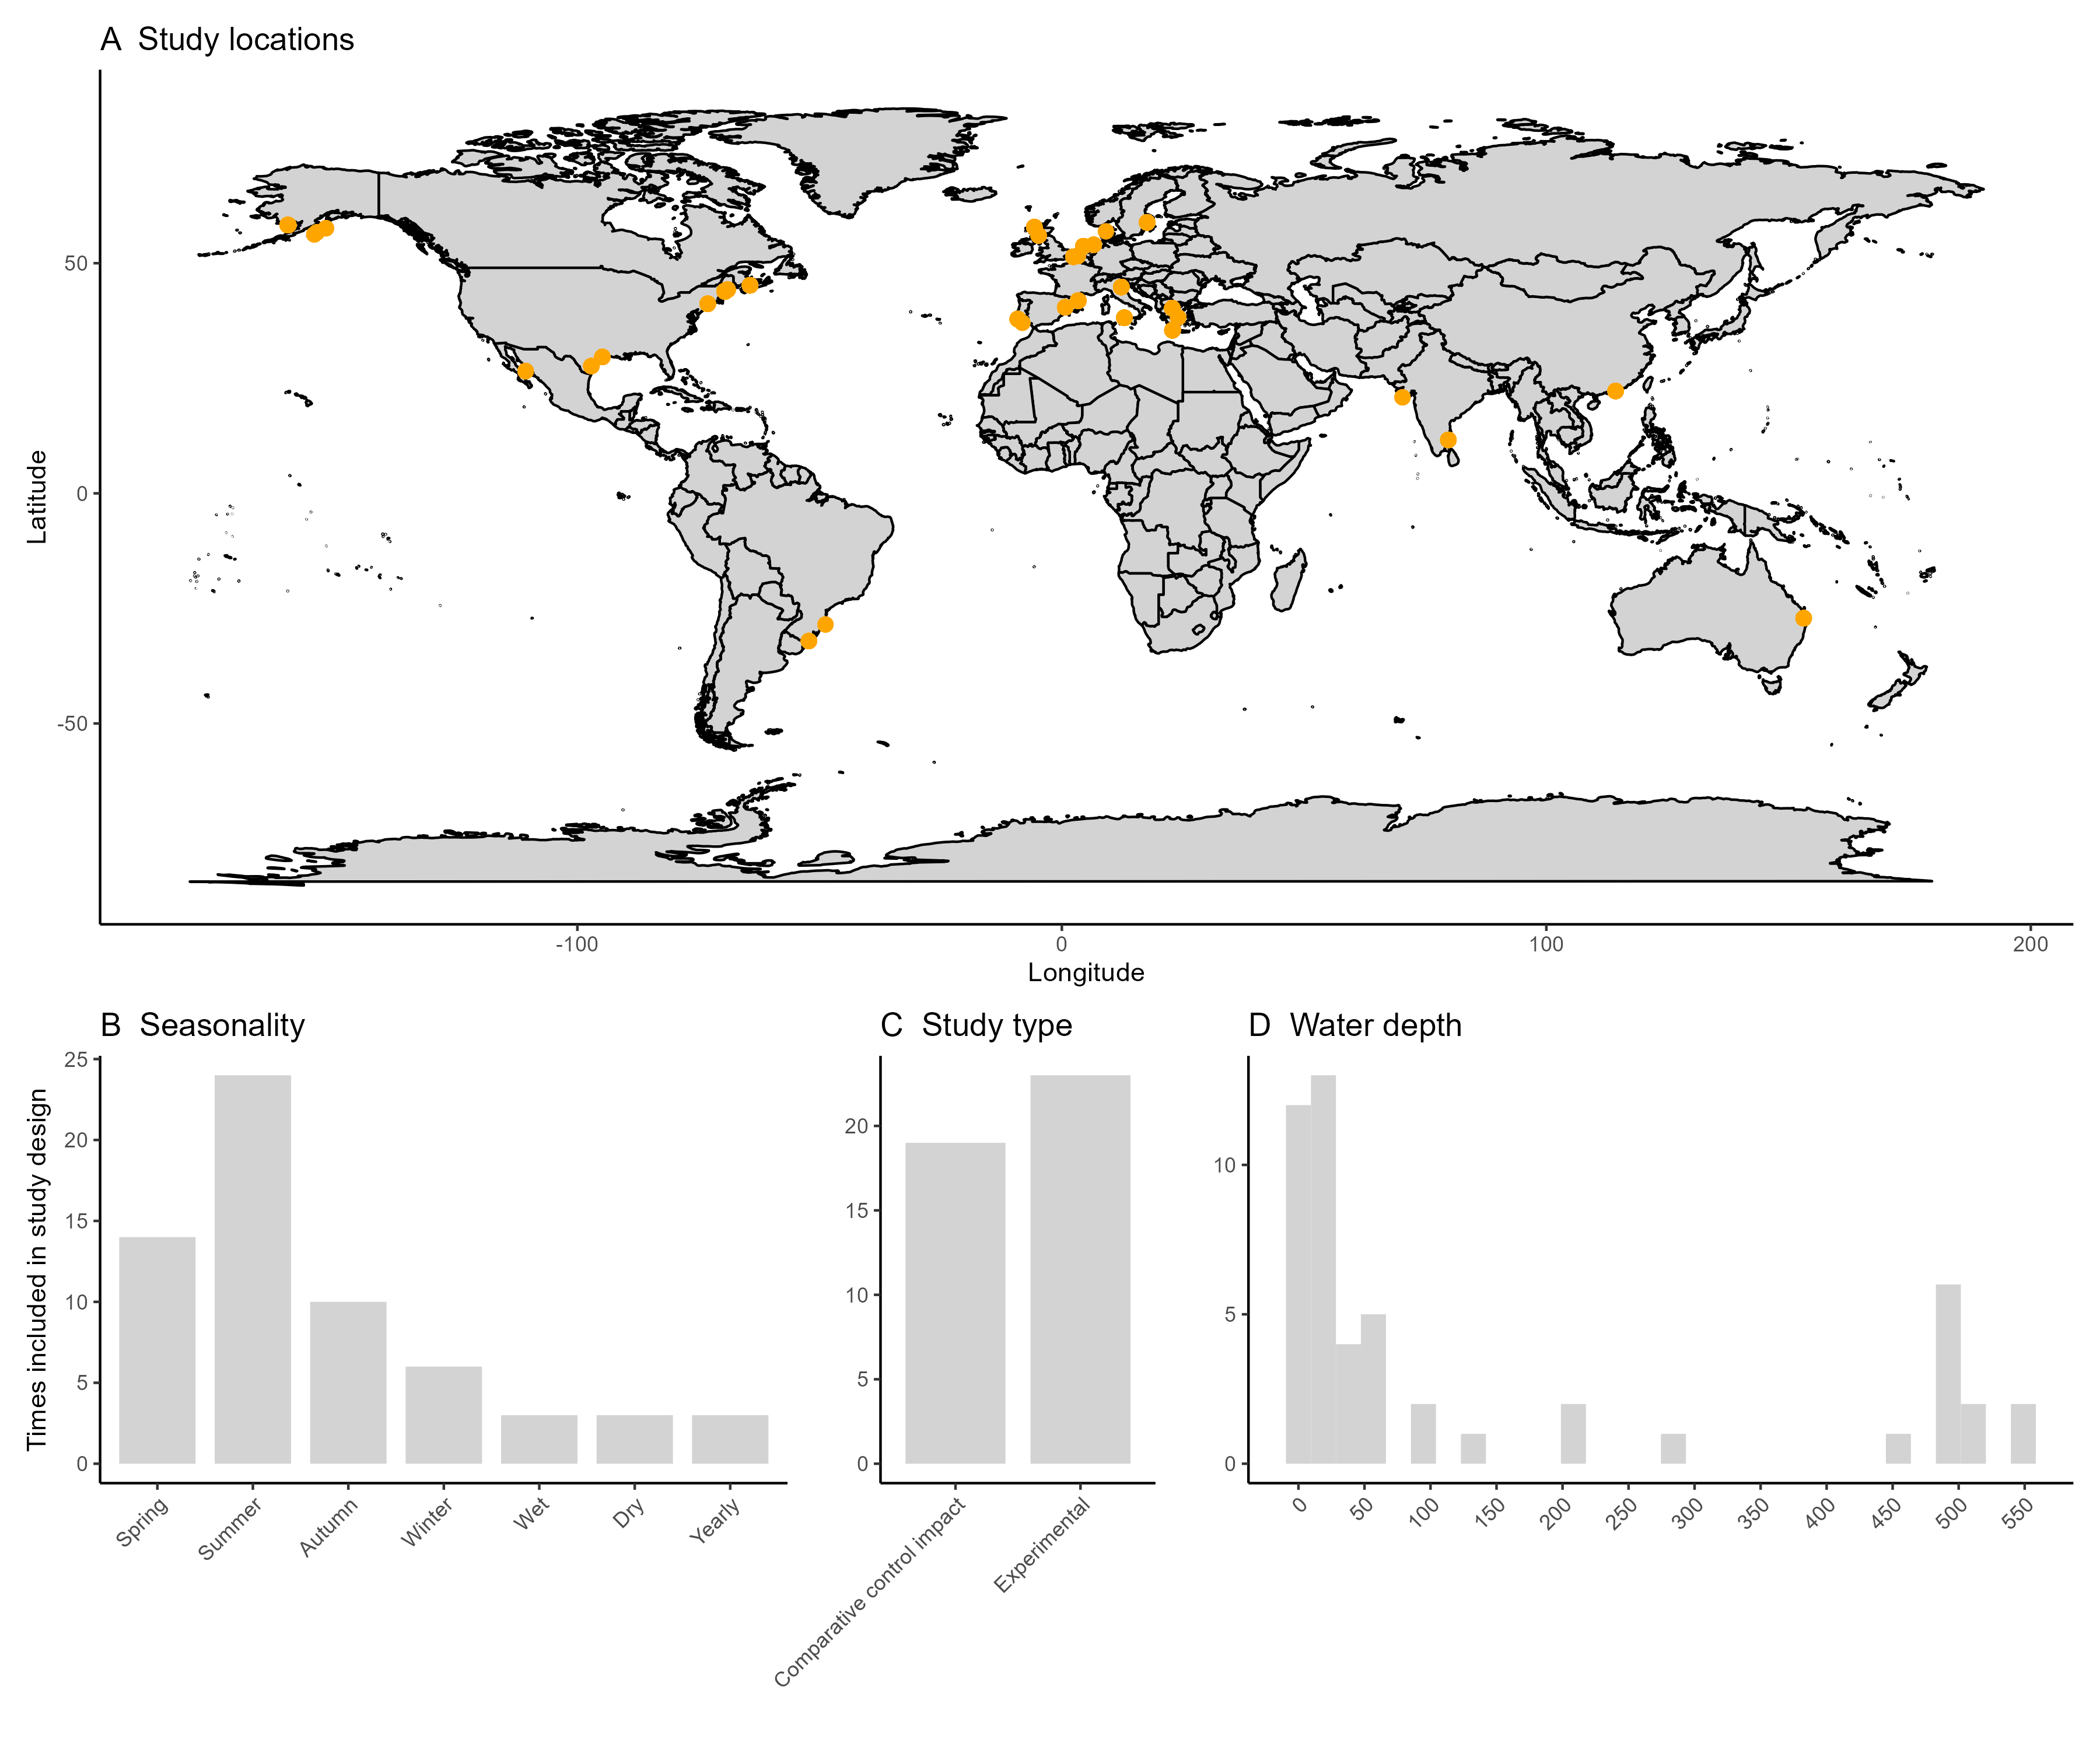 A Study locations
50
0
-50
Latitude
-100 0 100 200
Longitude
B Seasonality
25
20
15
10
5
0
Times included in study design
Spring Summer Autumn Winter Wet Dry Yearly
C Study type
20
15
10
5
0
Comparative control impact Experimental
D Water depth
10
5
0
0 50 100 150 200 250 300 350 400 450 500 550